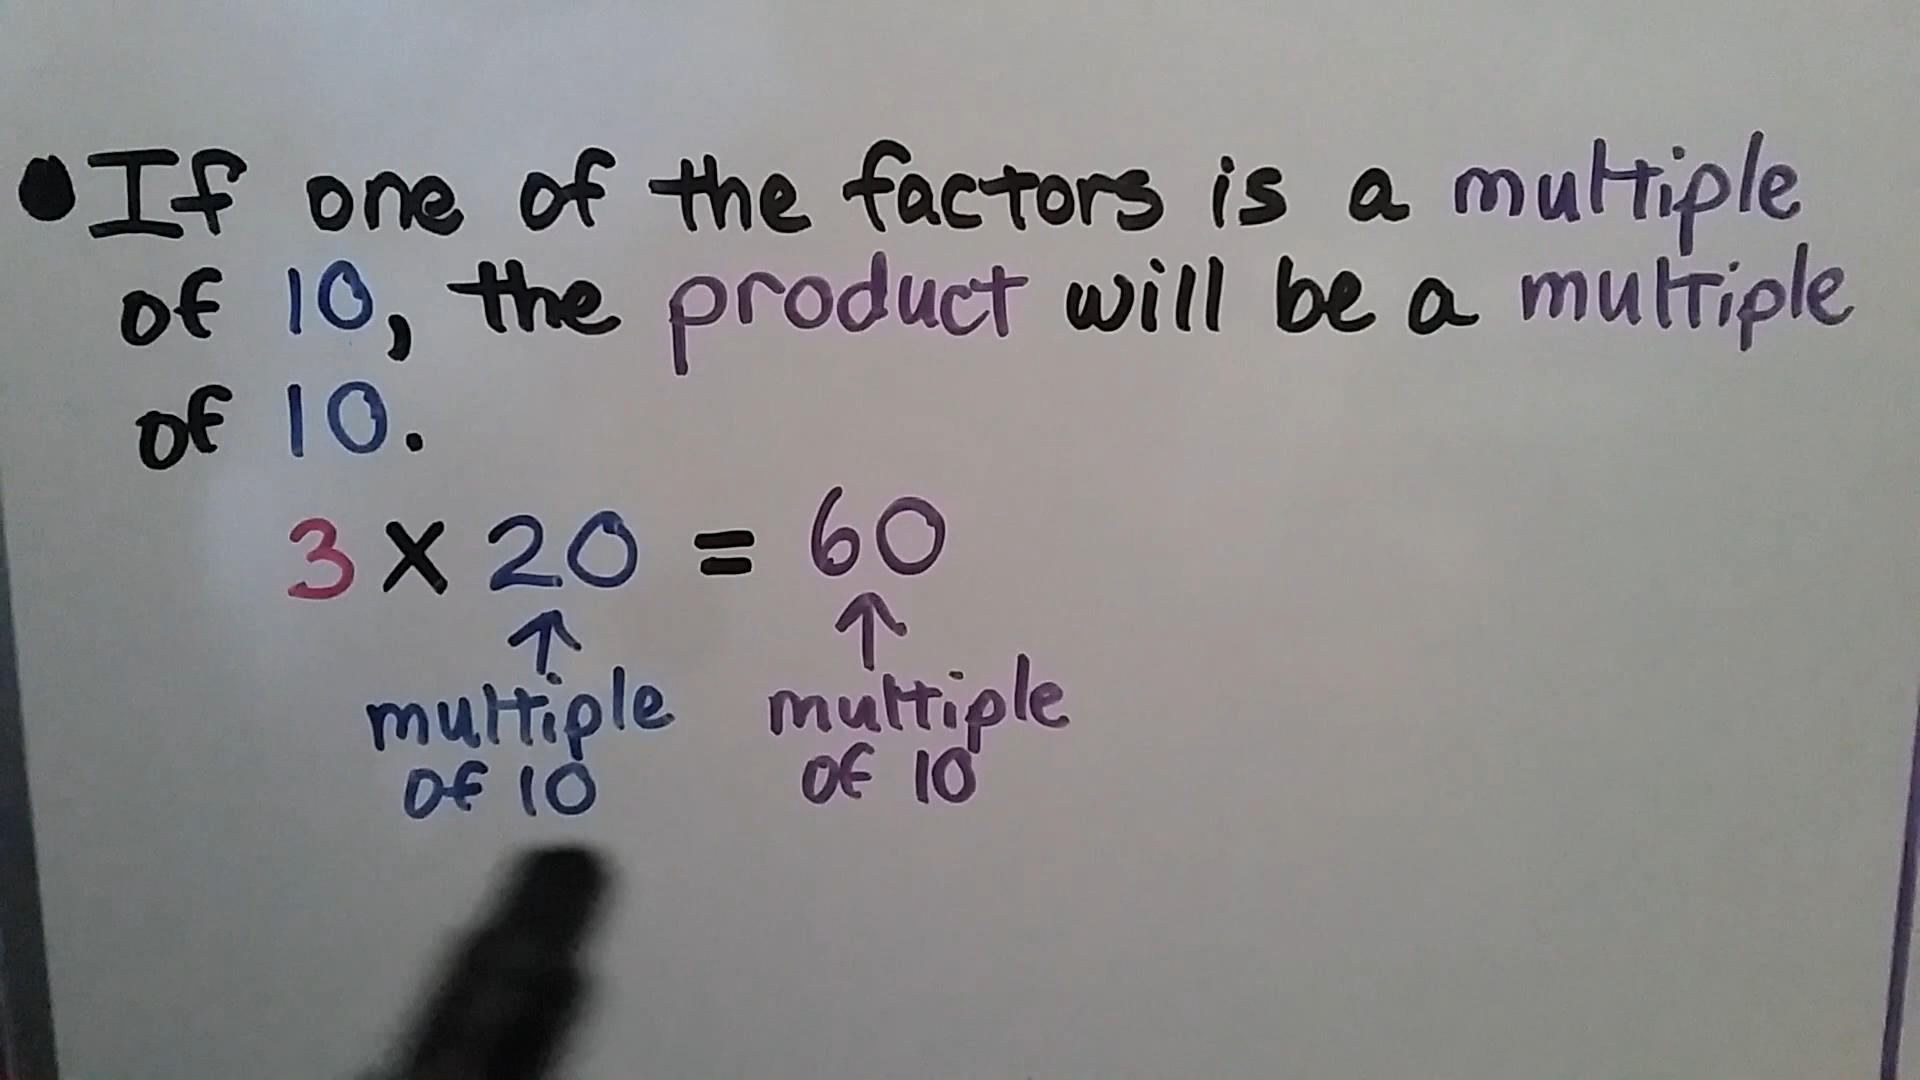 •If one of the factors is a multiple
of 10, the product will be a multiple
of 10.
3 × 20 = 60
↑ ↑
multiple multiple
of 10 of 10